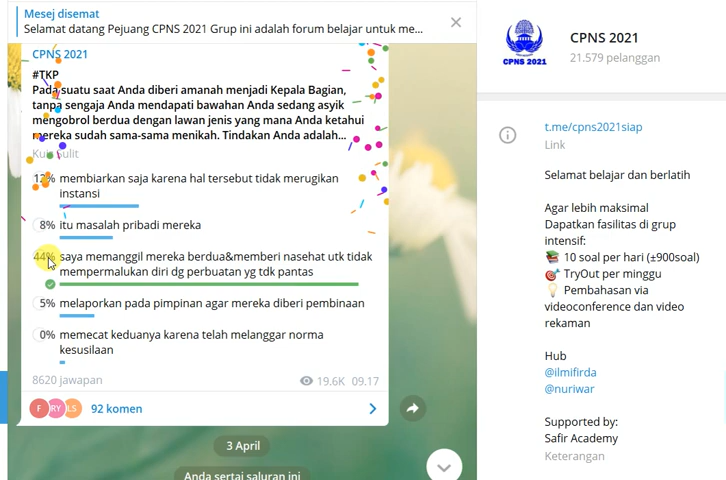 Mesej disemat
Selamat datang Pejuang CPNS 2021 Grup ini adalah forum belajar untuk me...
CPNS 2021
#TKP
Pada suatu saat Anda diberi amanah menjadi Kepala Bagian,
tanpa sengaja Anda mendapati bawahan Anda sedang asyik
mengobrol berdua dengan lawan jenis yang mana Anda ketahui
mereka sudah sama-sama menikah. Tindakan Anda adalah...
Kuis Sulit
12% membiarkan saja karena hal tersebut tidak merugikan
instansi
8% itu masalah pribadi mereka
44% saya memanggil mereka berdua&memberi nasehat utk tidak
mempermalukan diri dg perbuatan yg tdk pantas
5% melaporkan pada pimpinan agar mereka diberi pembinaan
0% memecat keduanya karena telah melanggar norma
kesusilaan
8620 jawapan
19.6K 09.17
F RY LS 92 komen
3 April
Anda sertai saluran ini
CPNS 2021
CPNS 2021
21.579 pelanggan
t.me/cpns2021siap
Link
Selamat belajar dan berlatih
Agar lebih maksimal
Dapatkan fasilitas di grup
intensif:
📚 10 soal per hari (±900soal)
🎯 TryOut per minggu
💡 Pembahasan via
videoconference dan video
rekaman
Hub
@ilmifirda
@nuriwar
Supported by:
Safir Academy
Keterangan